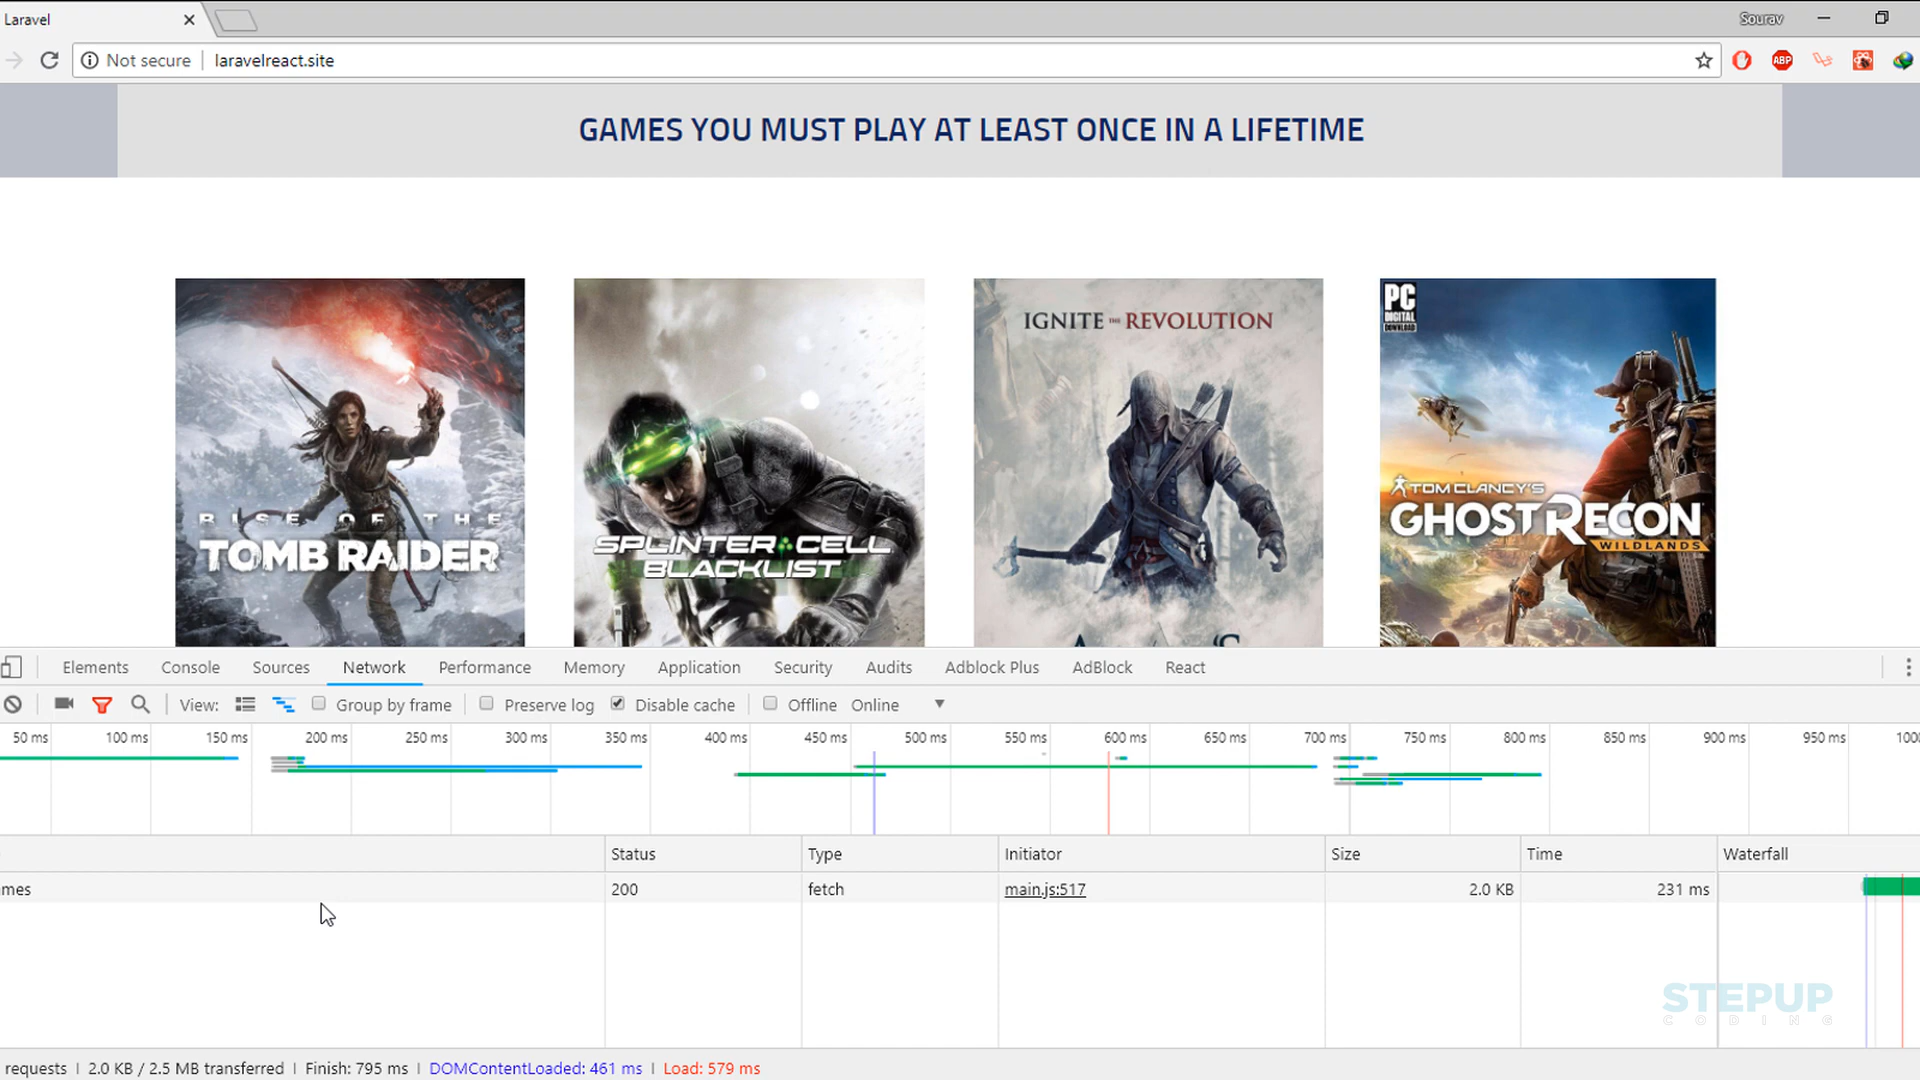 Laravel
Sourav
Not secure
laravelreact.site
ABP
GAMES YOU MUST PLAY AT LEAST ONCE IN A LIFETIME
RISE OF THE
TOMB RAIDER
SPLINTER CELL
BLACKLIST
IGNITE THE REVOLUTION
PC
DIGITAL
DOWNLOAD
TOM CLANCY'S
GHOST RECON
WILDLANDS
Elements Console Sources Network Performance Memory Application Security Audits Adblock Plus AdBlock React
View: Group by frame Preserve log Disable cache Offline Online
50 ms 100 ms 150 ms 200 ms 250 ms 300 ms 350 ms 400 ms 450 ms 500 ms 550 ms 600 ms 650 ms 700 ms 750 ms 800 ms 850 ms 900 ms 950 ms 1000
Status Type Initiator Size Time Waterfall
mes 200 fetch main.js:517 2.0 KB 231 ms
STEPUP
CODING
requests | 2.0 KB / 2.5 MB transferred | Finish: 795 ms | DOMContentLoaded: 461 ms | Load: 579 ms